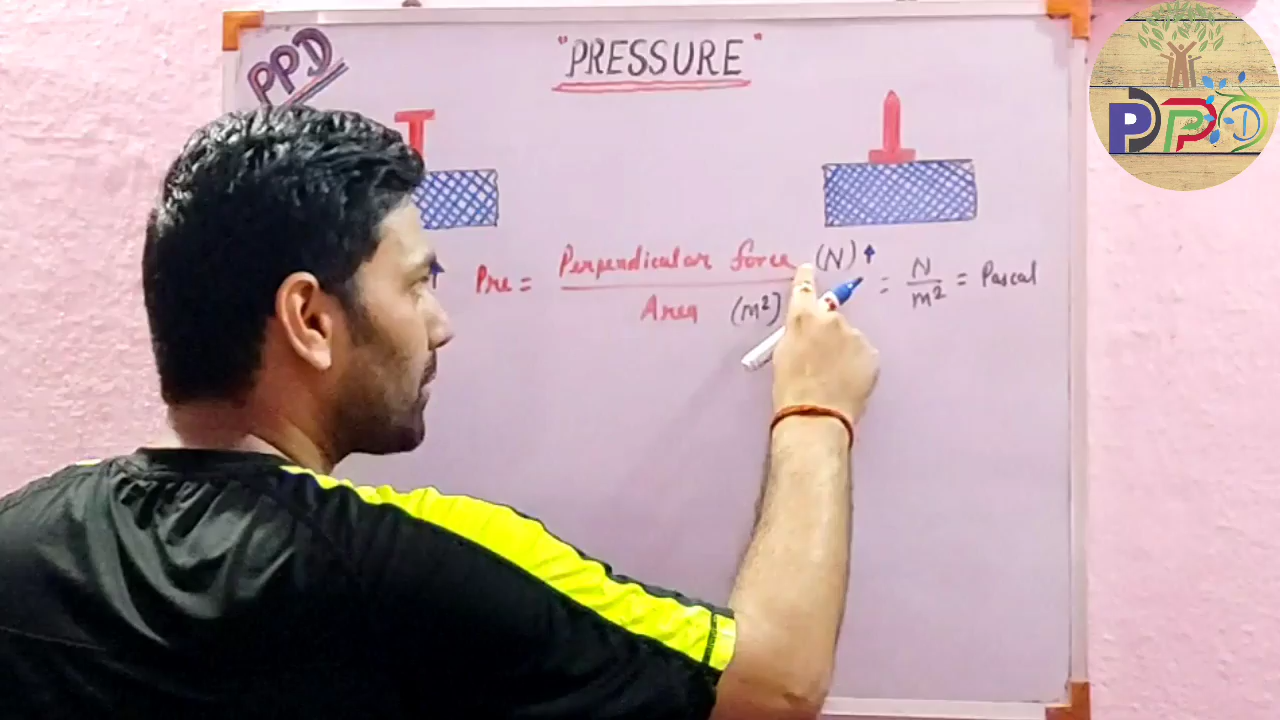 PPD
"PRESSURE"
PPD
Pre = Perpendicular force (N) ↑ = N = Pascal
Area (m²) m²